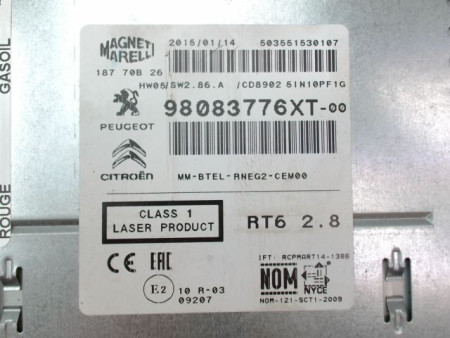 GASOIL
ROUGE
MAGNETI
MARELLI
187 70B 26
2015/01/14
503551530107
HW05/SW2.86.A /CD8902 5IN10PF1G
PEUGEOT
98083776XT-00
CITROËN
MM-BTEL-RNEG2-CEM00
CLASS 1
LASER PRODUCT
RT6 2.8
CE EAC
E2
10 R-03
09207
IFT: RCPMART14-1386
NOM
NYCE
NOM-121-SCT1-2009